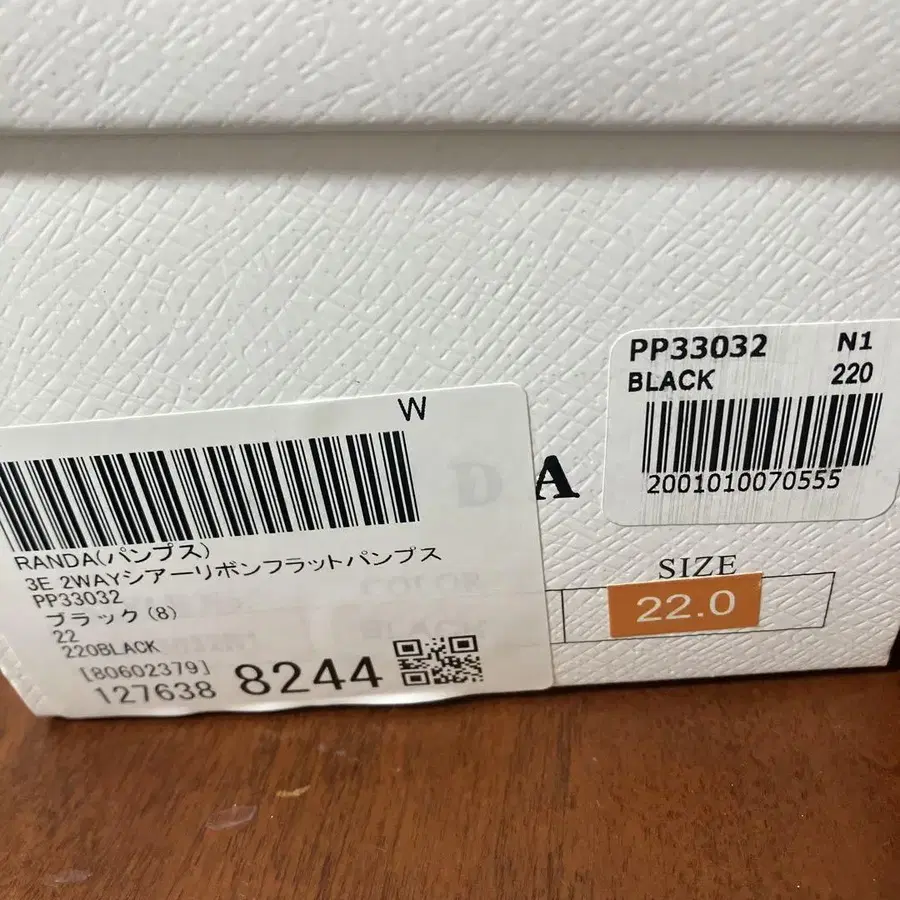 W
RANDA(パンプス)
3E 2WAYシアーリボンフラットパンプス
PP33032
ブラック(8)
22
220BLACK
[80602379]
127638 8244
D A
PP33032 N1
BLACK 220
2001010070555
SIZE
22.0
COLOR